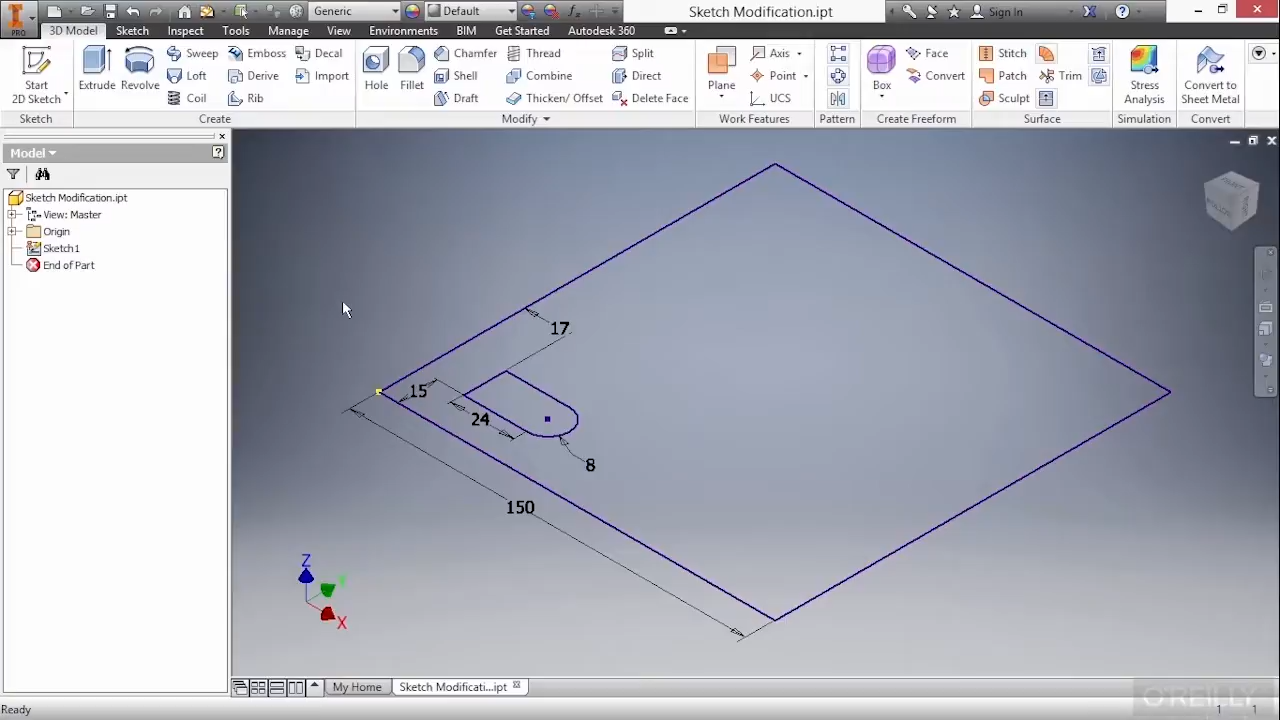 PRO
Generic
Default
fx
Sketch Modification.ipt
Sign In
3D Model
Sketch
Inspect
Tools
Manage
View
Environments
BIM
Get Started
Autodesk 360
Start
2D Sketch
Extrude
Revolve
Sweep
Emboss
Decal
Loft
Derive
Import
Coil
Rib
Hole
Fillet
Chamfer
Thread
Split
Shell
Combine
Direct
Draft
Thicken/ Offset
Delete Face
Plane
Axis
Point
UCS
Box
Face
Convert
Stitch
Patch
Trim
Sculpt
Stress
Analysis
Convert to
Sheet Metal
Sketch
Create
Modify
Work Features
Pattern
Create Freeform
Surface
Simulation
Convert
Model
Sketch Modification.ipt
View: Master
Origin
Sketch1
End of Part
17
15
24
8
150
Z
X
My Home
Sketch Modificati...ipt
Ready
1
1
O'REILLY